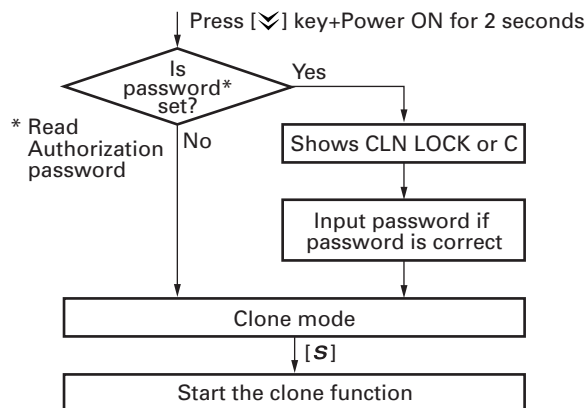 Press [︾] key+Power ON for 2 seconds
Is
password*
set?
Yes
* Read
Authorization
password
No
Shows CLN LOCK or C
Input password if
password is correct
Clone mode
[S]
Start the clone function